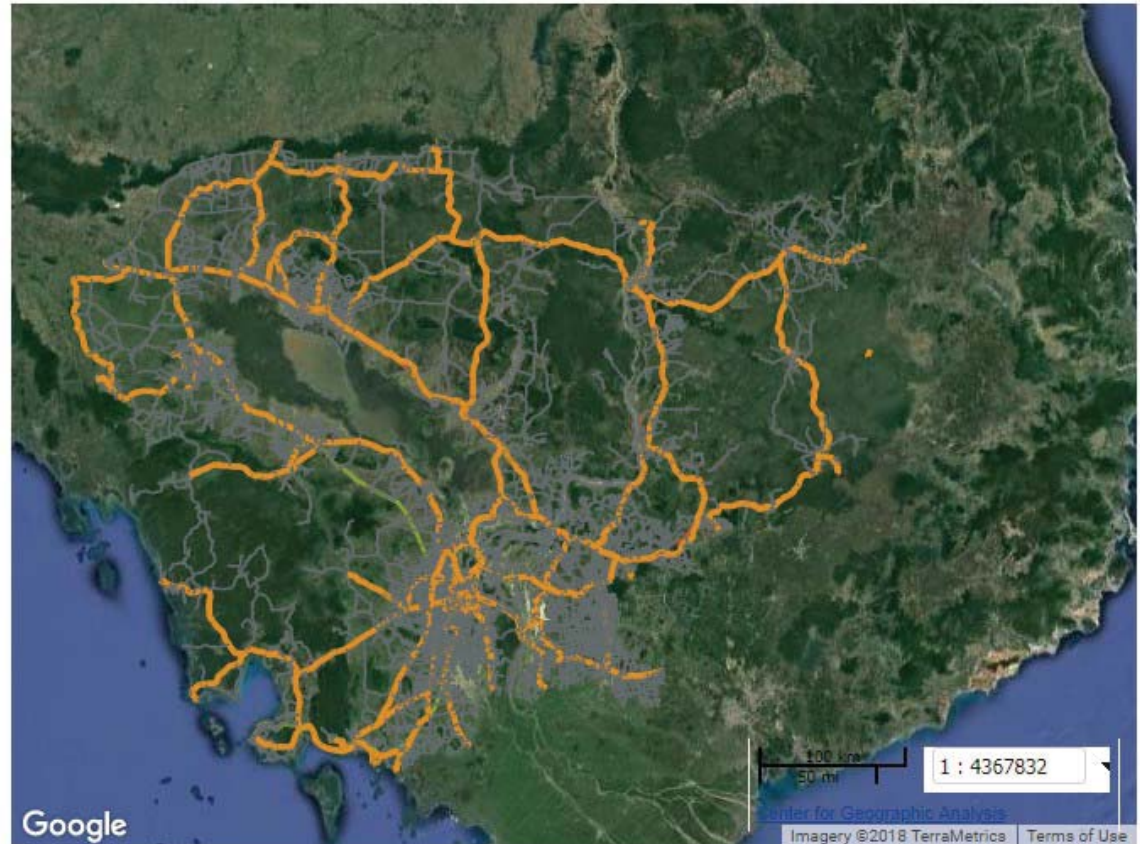 100 km
50 mi
1 : 4367832
Center for Geographic Analysis
Google
Imagery ©2018 TerraMetrics
Terms of Use